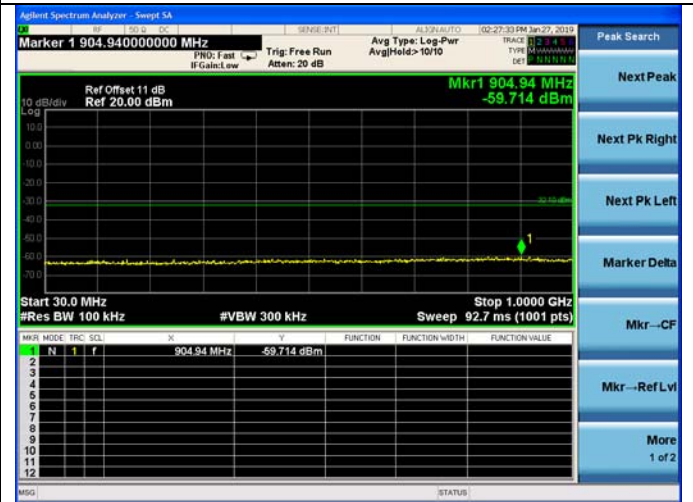 Agilent Spectrum Analyzer - Swept SA
RF 50 Ω DC SENSE:INT ALIGN AUTO 02:27:33 PM Jan 27, 2019
Marker 1 904.940000000 MHz
PNO: Fast
IFGain:Low
Trig: Free Run
Atten: 20 dB
Avg Type: Log-Pwr
Avg|Hold:> 10/10
TRACE 1 2 3 4 5 6
TYPE
DET P N N N N N
Peak Search
Next Peak
Next Pk Right
Next Pk Left
Marker Delta
Mkr→CF
Mkr→RefLvl
More
1 of 2
Ref Offset 11 dB
10 dB/div Ref 20.00 dBm
Log
Mkr1 904.94 MHz
-59.714 dBm
10.0
0.00
-10.0
-20.0
-30.0
-40.0
-50.0
-60.0
-70.0
1
Start 30.0 MHz
Stop 1.0000 GHz
#Res BW 100 kHz #VBW 300 kHz Sweep 92.7 ms (1001 pts)
MKR MODE TRC SCL X Y FUNCTION FUNCTION WIDTH FUNCTION VALUE
1 N 1 f 904.94 MHz -59.714 dBm
2
3
4
5
6
7
8
9
10
11
12
MSG STATUS